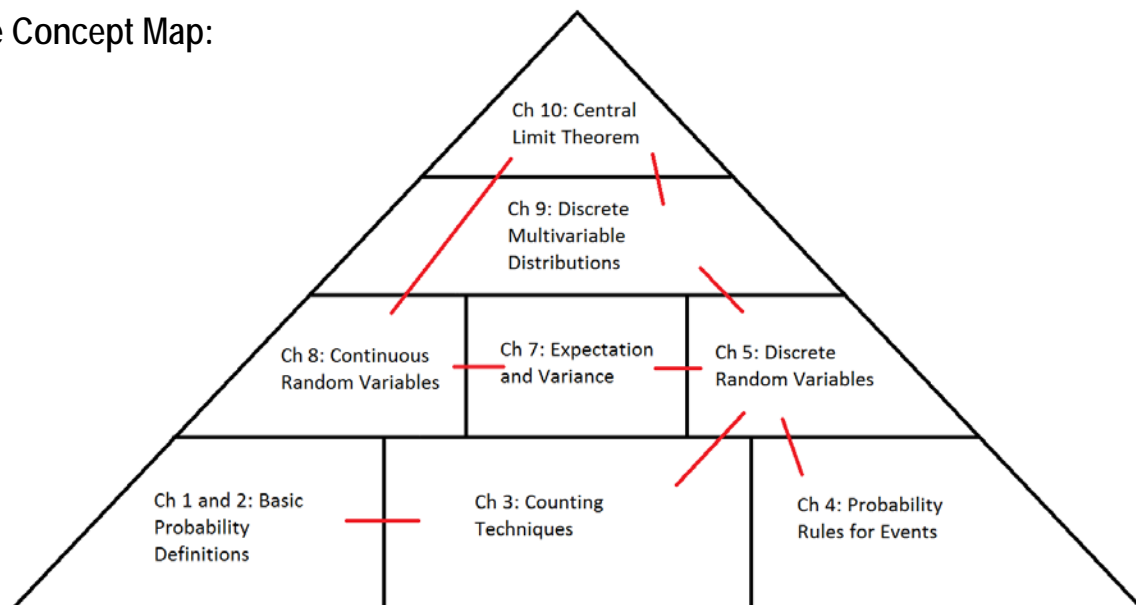 e Concept Map:
Ch 10: Central
Limit Theorem
Ch 9: Discrete
Multivariable
Distributions
Ch 8: Continuous
Random Variables
Ch 7: Expectation
and Variance
Ch 5: Discrete
Random Variables
Ch 1 and 2: Basic
Probability
Definitions
Ch 3: Counting
Techniques
Ch 4: Probability
Rules for Events